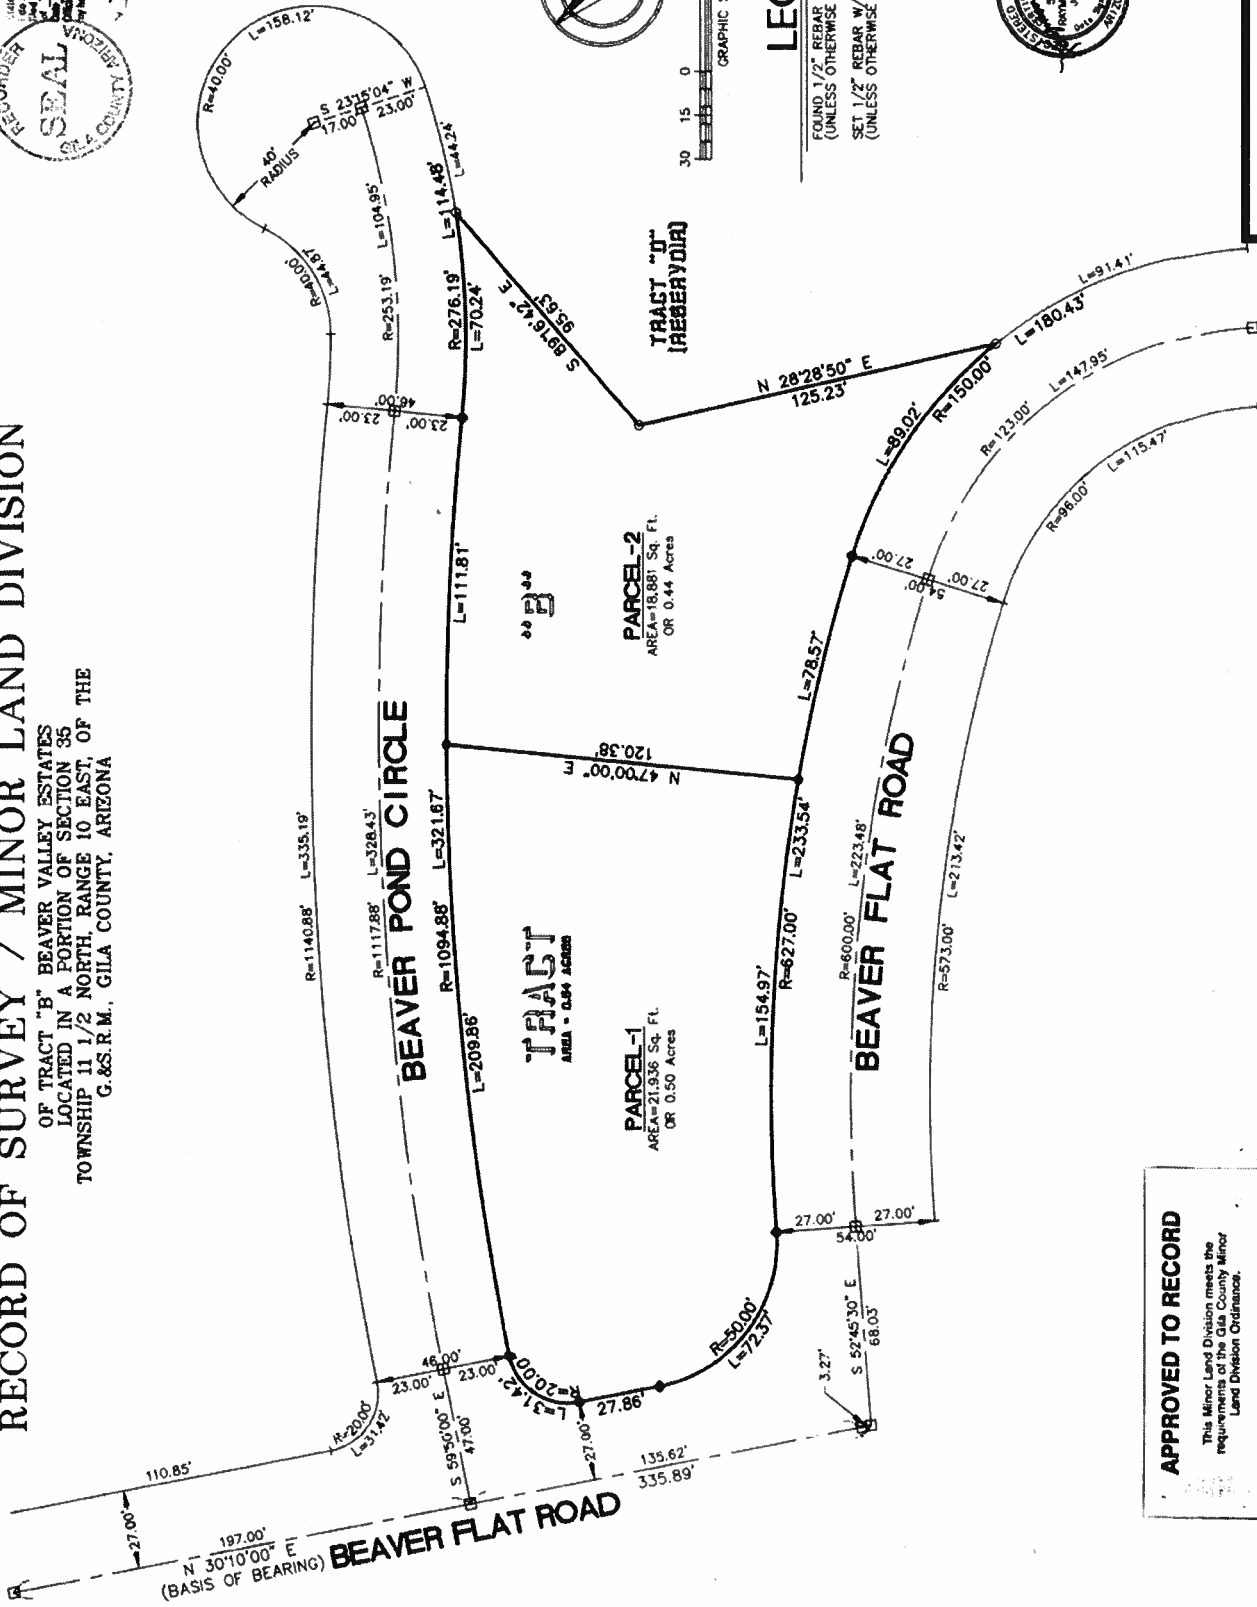 RECORD OF SURVEY / MINOR LAND DIVISION
OF TRACT "B" BEAVER VALLEY ESTATES
LOCATED IN A PORTION OF SECTION 35
TOWNSHIP 11 1/2 NORTH, RANGE 10 EAST, OF THE
G.&S.R.M., GILA COUNTY, ARIZONA
RECORDER
SEAL
GILA COUNTY ARIZONA
L=158.12'
R=40.00'
S 23°15'04" W
17.00'
23.00'
40'
RADIUS
L=44.24'
L=114.48'
L=104.95'
R=40.00'
L=44.87'
R=253.19'
R=276.19'
L=70.24'
46.00'
23.00'
23.00'
S 89°16'42" E
95.63'
TRACT "D"
(RESERVOIR)
N 28°28'50" E
125.23'
GRAPHIC
30
15
0
FOUND 1/2" REBAR
(UNLESS OTHERWISE
SET 1/2" REBAR W/
(UNLESS OTHERWISE
L=91.41'
L=180.43'
R=150.00'
L=89.02'
L=147.95'
R=123.00'
L=115.47'
R=96.00'
27.00'
54.00'
27.00'
L=111.81'
"B"
PARCEL-2
AREA=18,881 Sq. Ft.
OR 0.44 Acres
L=78.57'
N 47°00'00" E
120.38'
R=1140.88' L=335.19'
R=1117.88' L=328.43'
BEAVER POND CIRCLE
R=1094.88' L=321.67'
L=209.86'
TRACT
AREA = 0.94 ACRES
PARCEL-1
AREA=21,936 Sq. Ft.
OR 0.50 Acres
L=154.97'
R=627.00' L=233.54'
R=600.00' L=223.48'
BEAVER FLAT ROAD
R=573.00' L=213.42'
27.00'
27.00'
54.00'
S 52°45'30" E
68.03'
3.27'
R=50.00'
L=72.37'
27.86'
R=20.00'
L=31.42'
46.00'
23.00'
23.00'
S 59°50'00" E
47.00'
R=20.00'
L=31.42'
110.85'
27.00'
27.00'
135.62'
335.89'
197.00'
N 30°10'00" E
(BASIS OF BEARING)
BEAVER FLAT ROAD
APPROVED TO RECORD
This Minor Land Division meets the
requirements of the Gila County Minor
Land Division Ordinance.